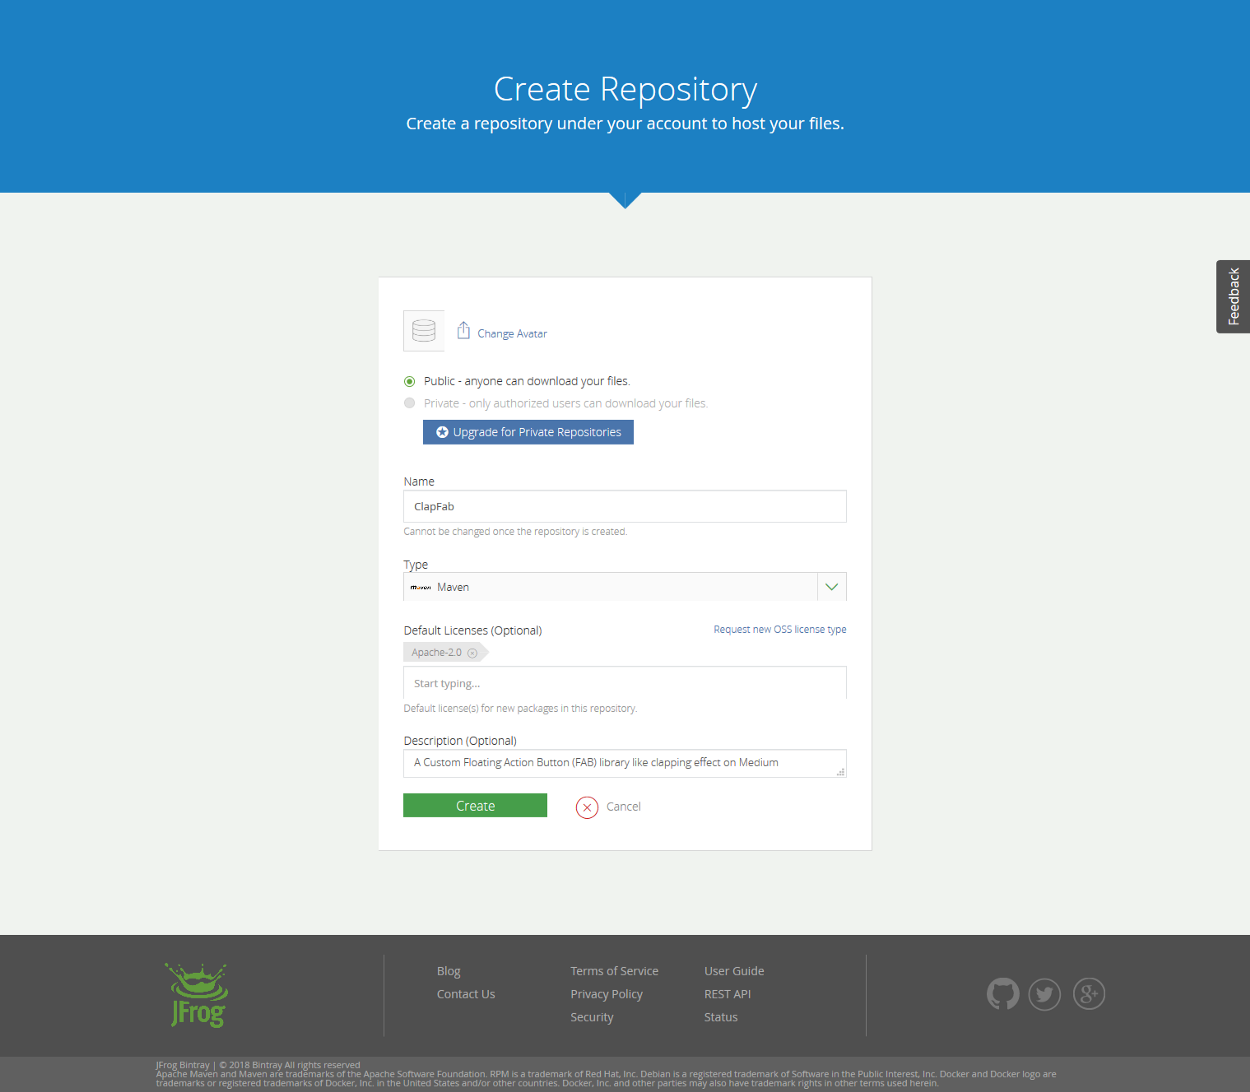 Create Repository
Create a repository under your account to host your files.
Feedback
Change Avatar
Public - anyone can download your files.
Private - only authorized users can download your files.
Upgrade for Private Repositories
Name
ClapFab
Cannot be changed once the repository is created.
Type
maven Maven
Default Licenses (Optional) Request new OSS license type
Apache-2.0
Start typing...
Default license(s) for new packages in this repository.
Description (Optional)
A Custom Floating Action Button (FAB) library like clapping effect on Medium
Create Cancel
JFrog
Blog Terms of Service User Guide
Contact Us Privacy Policy REST API
Security Status
g+
JFrog Bintray | © 2018 Bintray All rights reserved
Apache Maven and Maven are trademarks of the Apache Software Foundation. RPM is a trademark of Red Hat, Inc. Debian is a registered trademark of Software in the Public Interest, Inc. Docker and Docker logo are
trademarks or registered trademarks of Docker, Inc. in the United States and/or other countries. Docker, Inc. and other parties may also have trademark rights in other terms used herein.